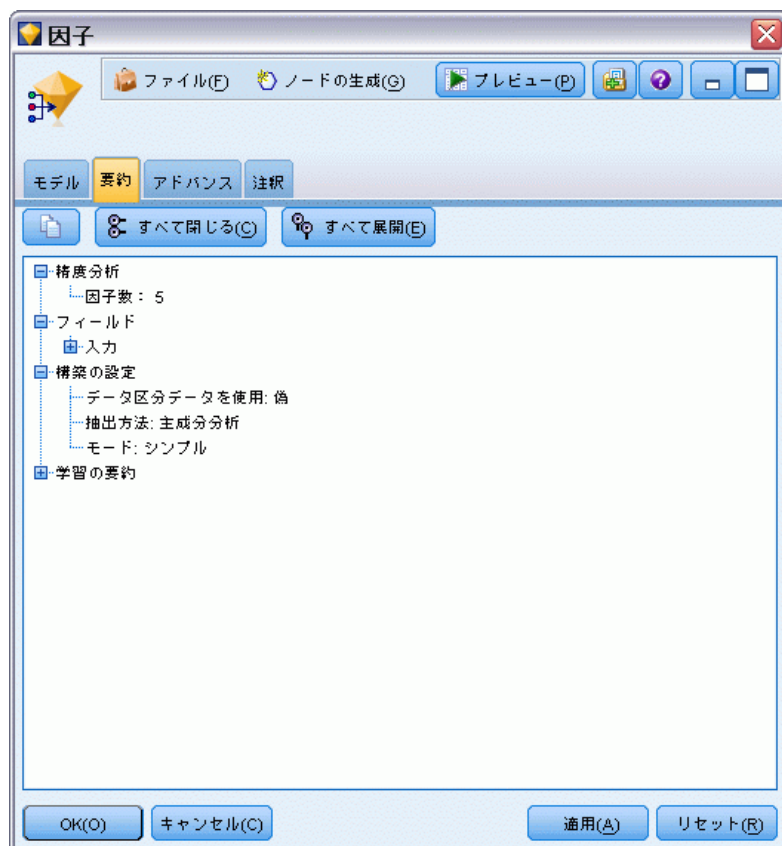 因子
ファイル(F) ノードの生成(G) プレビュー(P)
モデル 要約 アドバンス 注釈
すべて閉じる(C) すべて展開(E)
精度分析
因子数： 5
フィールド
入力
構築の設定
データ区分データを使用: 偽
抽出方法: 主成分分析
モード: シンプル
学習の要約
OK(O) キャンセル(C) 適用(A) リセット(R)